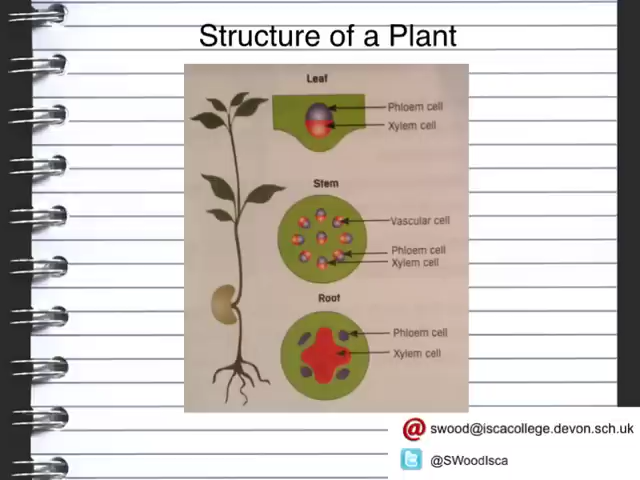 Structure of a Plant
Leaf
Phloem cell
Xylem cell
Stem
Vascular cell
Phloem cell
Xylem cell
Root
Phloem cell
Xylem cell
@ swood@iscacollege.devon.sch.uk
@SWoodIsca